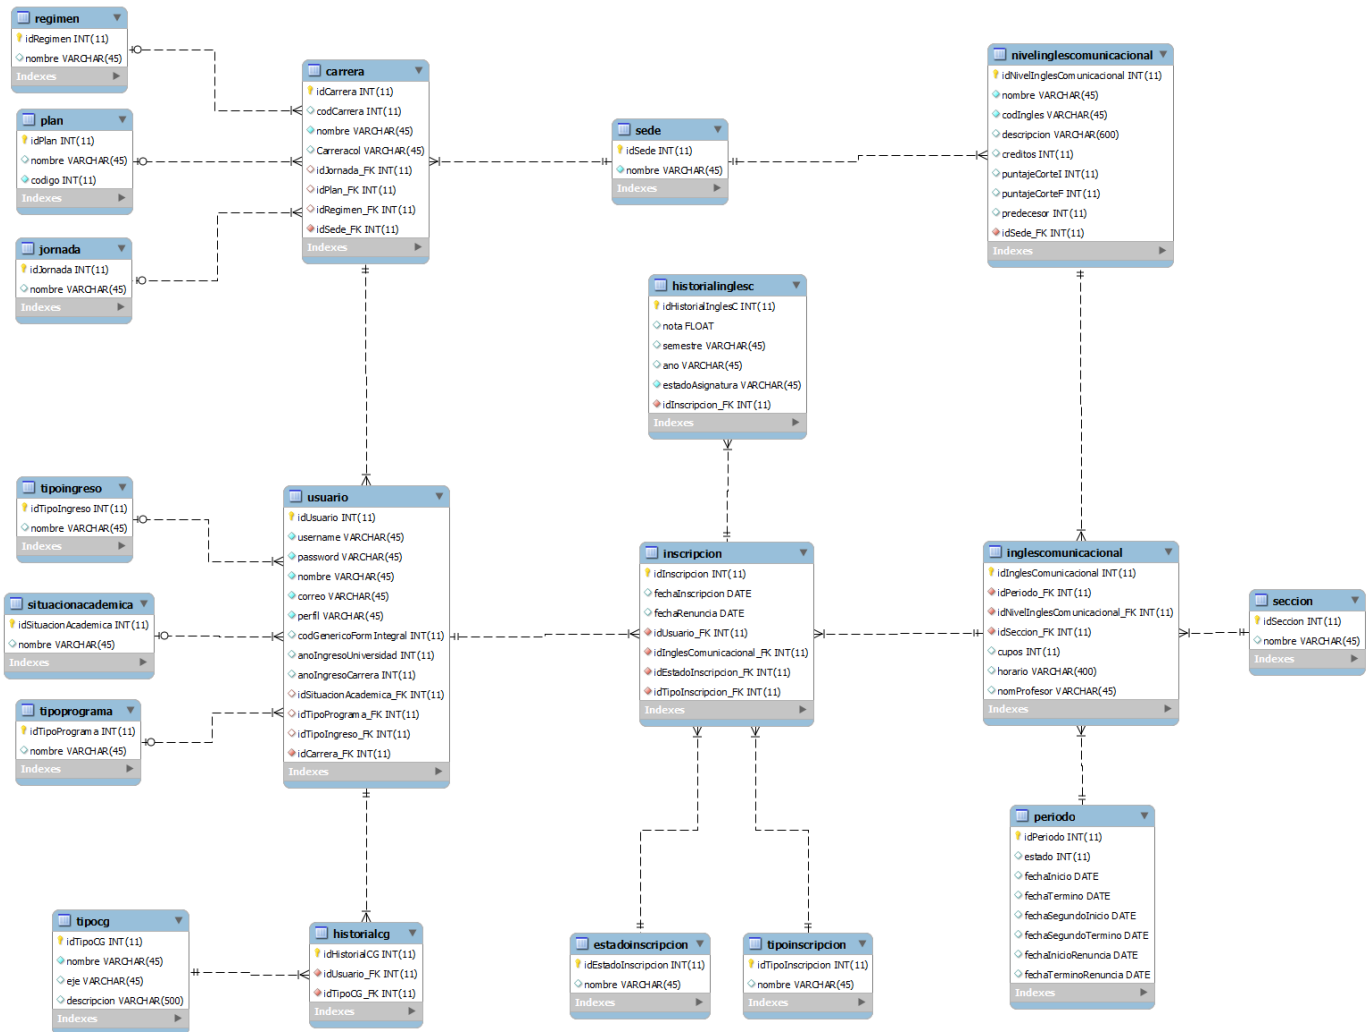 regimen
idRegimen INT(11)
nombre VARCHAR(45)
Indexes
plan
idPlan INT(11)
nombre VARCHAR(45)
codigo INT(11)
Indexes
jornada
idJornada INT(11)
nombre VARCHAR(45)
Indexes
carrera
idCarrera INT(11)
codCarrera INT(11)
nombre VARCHAR(45)
Carreracol VARCHAR(45)
idJornada_FK INT(11)
idPlan_FK INT(11)
idRegimen_FK INT(11)
idSede_FK INT(11)
Indexes
sede
idSede INT(11)
nombre VARCHAR(45)
Indexes
nivelinglescomunicacional
idNivelInglesComunicacional INT(11)
nombre VARCHAR(45)
codIngles VARCHAR(45)
descripcion VARCHAR(600)
creditos INT(11)
puntajeCorteI INT(11)
puntajeCorteF INT(11)
predecesor INT(11)
idSede_FK INT(11)
Indexes
historialinglesc
idHistorialInglesC INT(11)
nota FLOAT
semestre VARCHAR(45)
ano VARCHAR(45)
estadoAsignatura VARCHAR(45)
idInscripcion_FK INT(11)
Indexes
tipoingreso
idTipoIngreso INT(11)
nombre VARCHAR(45)
Indexes
situacionacademica
idSituacionAcademica INT(11)
nombre VARCHAR(45)
Indexes
tipoprograma
idTipoPrograma INT(11)
nombre VARCHAR(45)
Indexes
usuario
idUsuario INT(11)
username VARCHAR(45)
password VARCHAR(45)
nombre VARCHAR(45)
correo VARCHAR(45)
perfil VARCHAR(45)
codGenericoFormIntegral INT(11)
anoIngresoUniversidad INT(11)
anoIngresoCarrera INT(11)
idSituacionAcademica_FK INT(11)
idTipoPrograma_FK INT(11)
idTipoIngreso_FK INT(11)
idCarrera_FK INT(11)
Indexes
inscripcion
idInscripcion INT(11)
fechaInscripcion DATE
fechaRenuncia DATE
idUsuario_FK INT(11)
idInglesComunicacional_FK INT(11)
idEstadoInscripcion_FK INT(11)
idTipoInscripcion_FK INT(11)
Indexes
inglescomunicacional
idInglesComunicacional INT(11)
idPeriodo_FK INT(11)
idNivelInglesComunicacional_FK INT(11)
idSeccion_FK INT(11)
cupos INT(11)
horario VARCHAR(400)
nomProfesor VARCHAR(45)
Indexes
seccion
idSeccion INT(11)
nombre VARCHAR(45)
Indexes
periodo
idPeriodo INT(11)
estado INT(11)
fechaInicio DATE
fechaTermino DATE
fechaSegundoInicio DATE
fechaSegundoTermino DATE
fechaInicioRenuncia DATE
fechaTerminoRenuncia DATE
Indexes
tipocg
idTipoCG INT(11)
nombre VARCHAR(45)
eje VARCHAR(45)
descripcion VARCHAR(500)
Indexes
historialcg
idHistorialCG INT(11)
idUsuario_FK INT(11)
idTipoCG_FK INT(11)
Indexes
estadoinscripcion
idEstadoInscripcion INT(11)
nombre VARCHAR(45)
Indexes
tipoinscripcion
idTipoInscripcion INT(11)
nombre VARCHAR(45)
Indexes